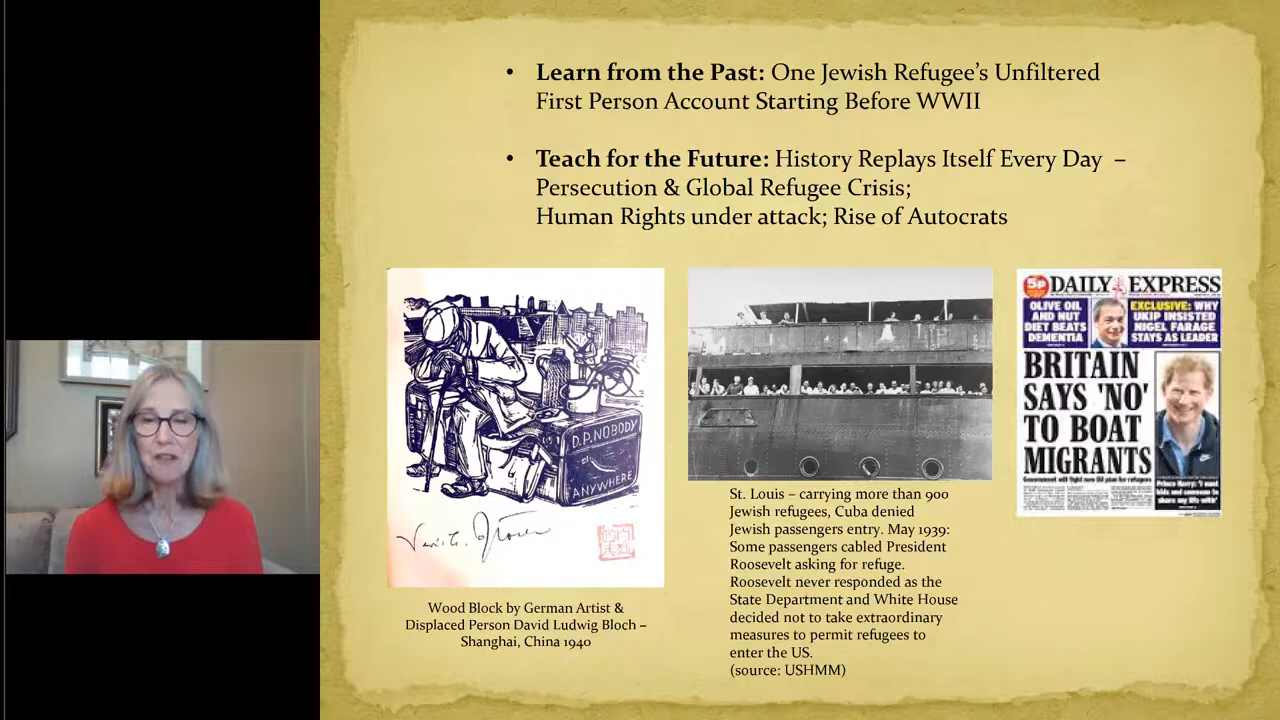 • Learn from the Past: One Jewish Refugee’s Unfiltered
First Person Account Starting Before WWII
• Teach for the Future: History Replays Itself Every Day –
Persecution & Global Refugee Crisis;
Human Rights under attack; Rise of Autocrats
D.P. NOBODY
ANYWHERE
Wood Block by German Artist &
Displaced Person David Ludwig Bloch –
Shanghai, China 1940
St. Louis – carrying more than 900
Jewish refugees, Cuba denied
Jewish passengers entry. May 1939:
Some passengers cabled President
Roosevelt asking for refuge.
Roosevelt never responded as the
State Department and White House
decided not to take extraordinary
measures to permit refugees to
enter the US.
(source: USHMM)
5p
DAILY EXPRESS
OLIVE OIL
AND NUT
DIET BEATS
DEMENTIA
EXCLUSIVE: WHY
UKIP INSISTED
NIGEL FARAGE
STAYS AS LEADER
BRITAIN
SAYS 'NO'
TO BOAT
MIGRANTS
Government will fight new EU plan for refugees
Prince Harry: 'I want
kids and someone to
share my life with'